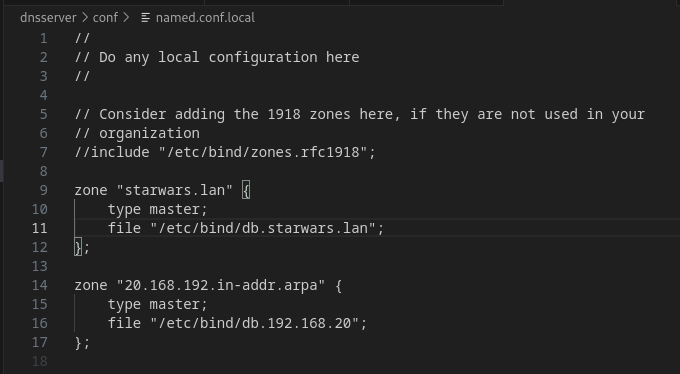 dnsserver > conf > named.conf.local
1 //
2 // Do any local configuration here
3 //
4
5 // Consider adding the 1918 zones here, if they are not used in your
6 // organization
7 //include "/etc/bind/zones.rfc1918";
8
9 zone "starwars.lan" {
10 type master;
11 file "/etc/bind/db.starwars.lan";
12 };
13
14 zone "20.168.192.in-addr.arpa" {
15 type master;
16 file "/etc/bind/db.192.168.20";
17 };
18